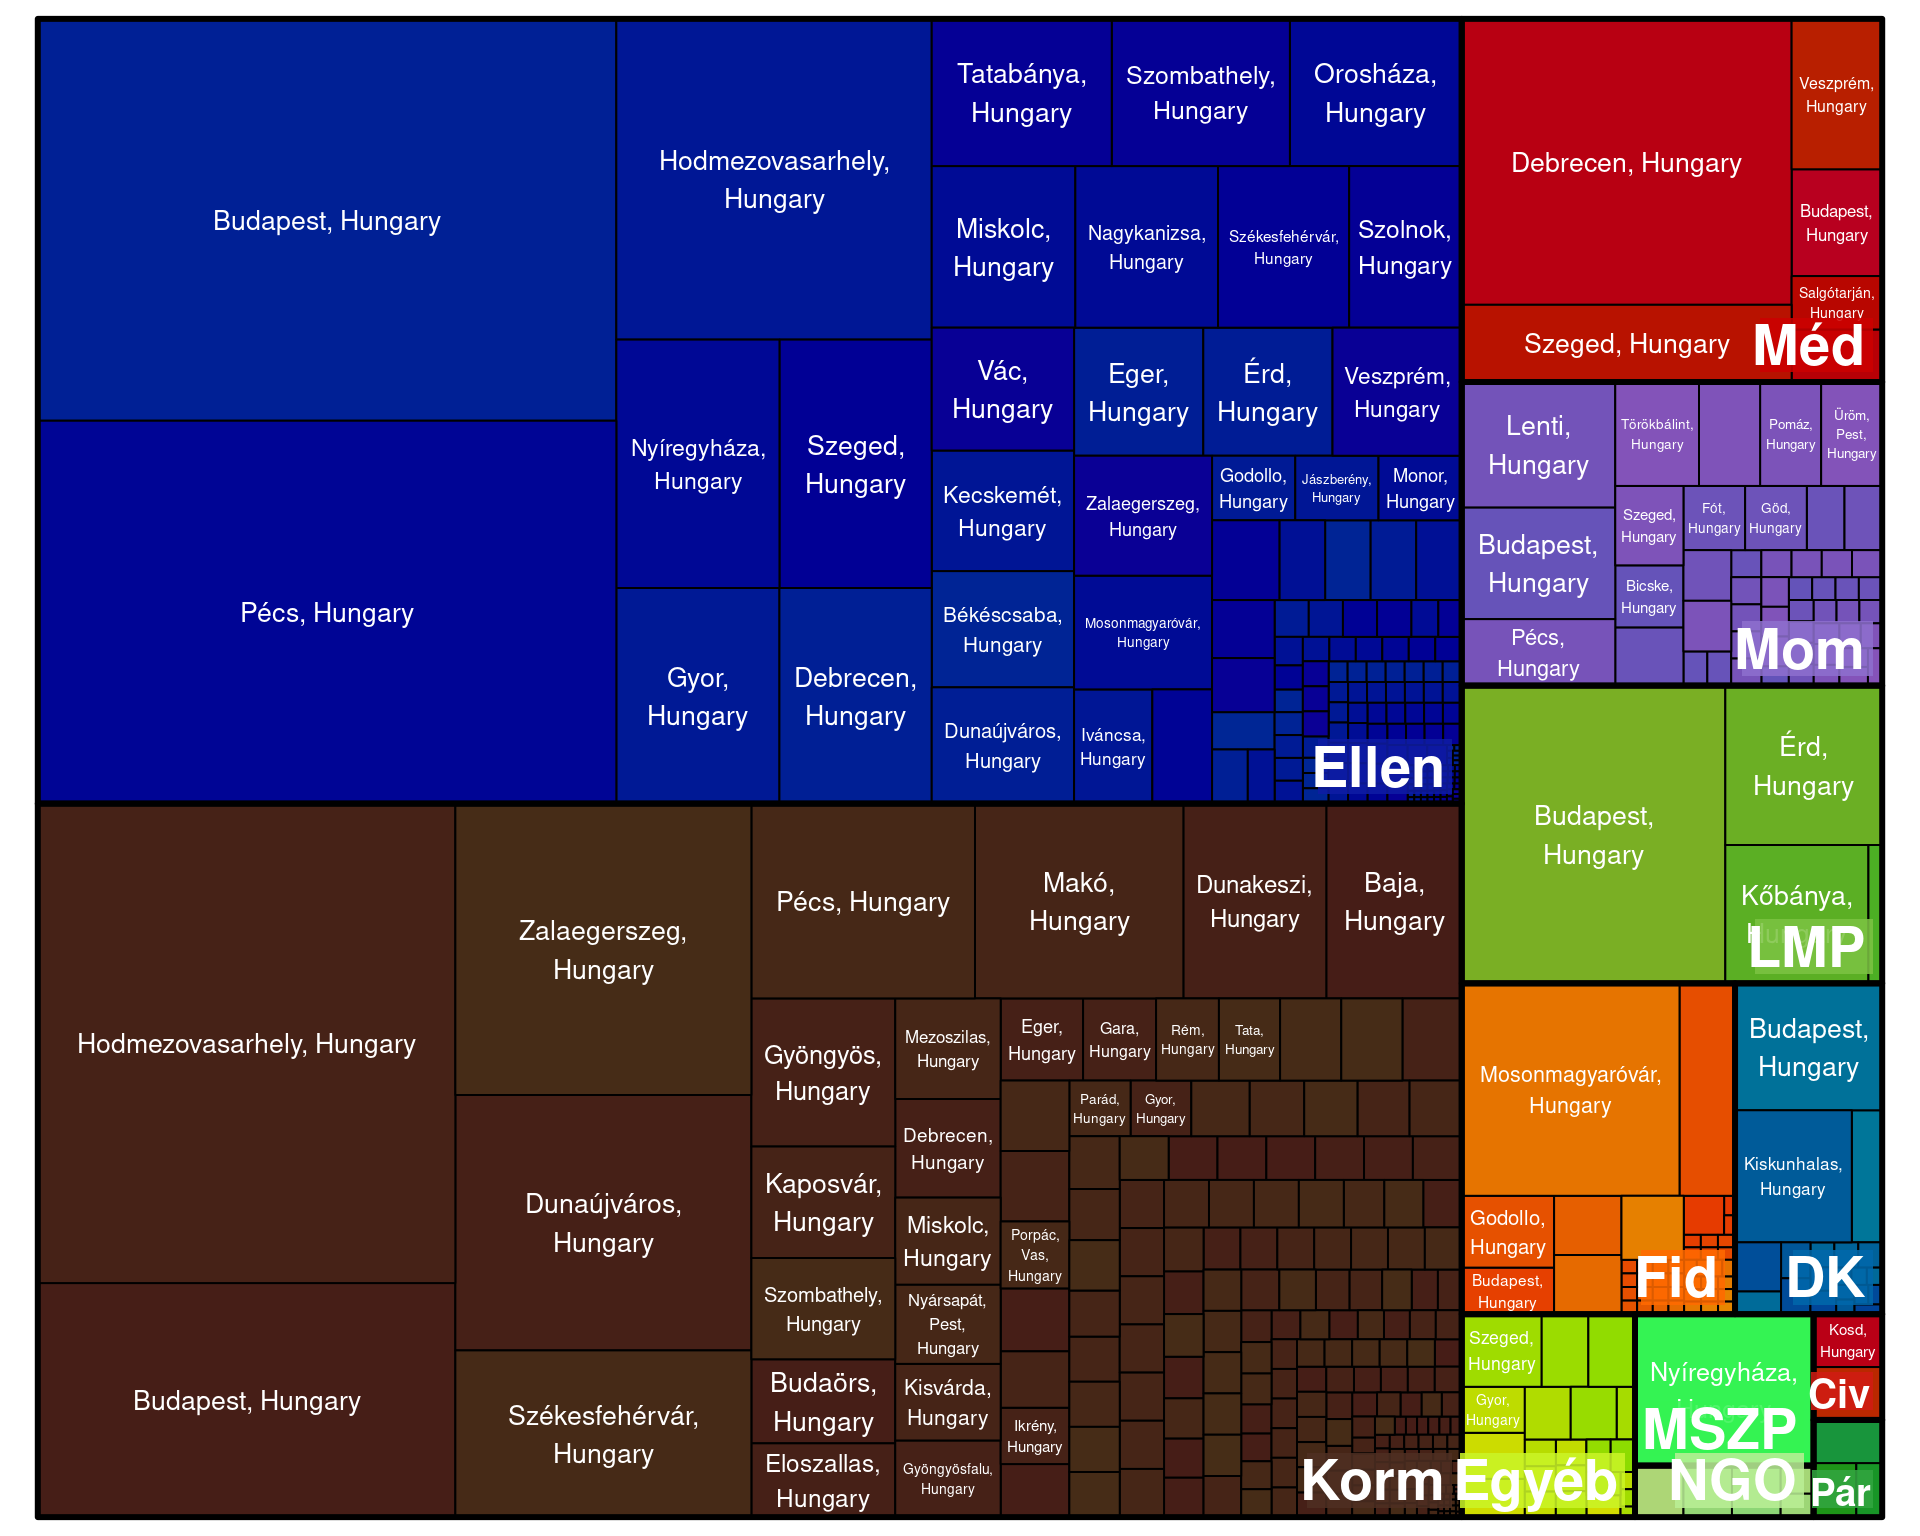 Budapest, Hungary
Pécs, Hungary
Hodmezovasarhely,
Hungary
Nyíregyháza,
Hungary
Szeged,
Hungary
Gyor,
Hungary
Debrecen,
Hungary
Tatabánya,
Hungary
Szombathely,
Hungary
Orosháza,
Hungary
Miskolc,
Hungary
Nagykanizsa,
Hungary
Székesfehérvár,
Hungary
Szolnok,
Hungary
Vác,
Hungary
Eger,
Hungary
Érd,
Hungary
Veszprém,
Hungary
Kecskemét,
Hungary
Zalaegerszeg,
Hungary
Godollo,
Hungary
Jászberény,
Hungary
Monor,
Hungary
Békéscsaba,
Hungary
Mosonmagyaróvár,
Hungary
Dunaújváros,
Hungary
Iváncsa,
Hungary
Ellen
Hodmezovasarhely, Hungary
Budapest, Hungary
Zalaegerszeg,
Hungary
Dunaújváros,
Hungary
Székesfehérvár,
Hungary
Pécs, Hungary
Makó,
Hungary
Dunakeszi,
Hungary
Baja,
Hungary
Gyöngyös,
Hungary
Kaposvár,
Hungary
Szombathely,
Hungary
Budaörs,
Hungary
Eloszallas,
Hungary
Mezoszilas,
Hungary
Debrecen,
Hungary
Miskolc,
Hungary
Nyársapát,
Pest,
Hungary
Kisvárda,
Hungary
Gyöngyösfalu,
Hungary
Eger,
Hungary
Gara,
Hungary
Rém,
Hungary
Tata,
Hungary
Parád,
Hungary
Gyor,
Hungary
Porpác,
Vas,
Hungary
Ikrény,
Hungary
Korm
Debrecen, Hungary
Szeged, Hungary
Veszprém,
Hungary
Budapest,
Hungary
Salgótarján,
Hungary
Méd
Lenti,
Hungary
Budapest,
Hungary
Pécs,
Hungary
Törökbálint,
Hungary
Pomáz,
Hungary
Üröm,
Pest,
Hungary
Szeged,
Hungary
Fót,
Hungary
Göd,
Hungary
Bicske,
Hungary
Mom
Budapest,
Hungary
Érd,
Hungary
Kőbánya,
LMP
Mosonmagyaróvár,
Hungary
Godollo,
Hungary
Budapest,
Hungary
Fid
Budapest,
Hungary
Kiskunhalas,
Hungary
DK
Szeged,
Hungary
Gyor,
Hungary
Egyéb
Nyíregyháza,
MSZP
NGO
Kosd,
Hungary
Civ
Pár